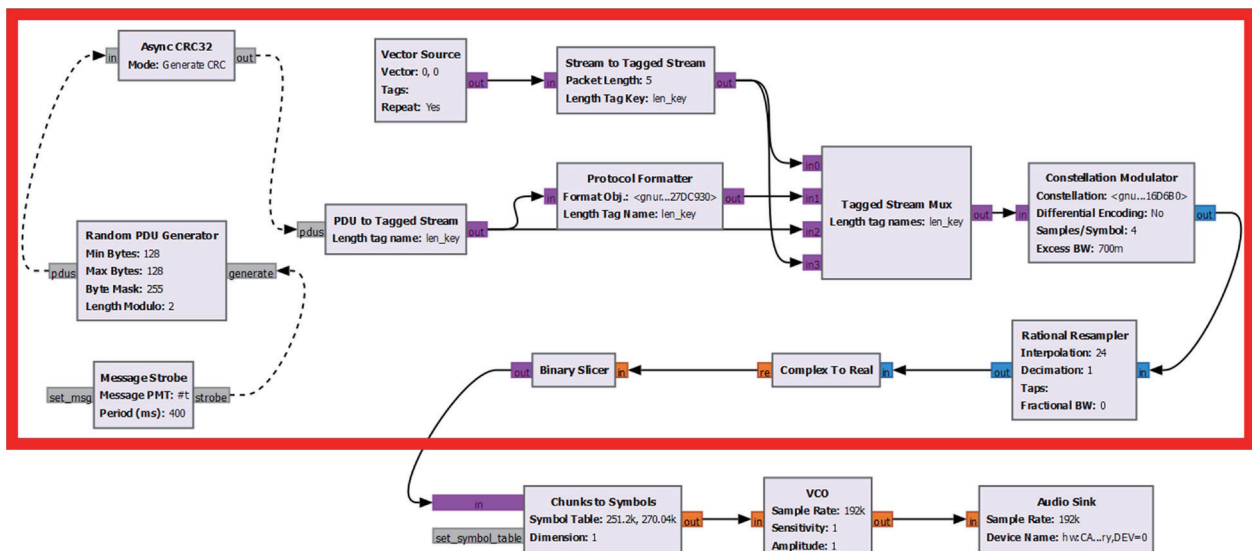 Async CRC32
Mode: Generate CRC
in
out
Vector Source
Vector: 0, 0
Tags:
Repeat: Yes
out
Stream to Tagged Stream
Packet Length: 5
Length Tag Key: len_key
in
out
Protocol Formatter
Format Obj.: <gnur...27DC930>
Length Tag Name: len_key
in
out
Tagged Stream Mux
Length tag names: len_key
in0
in1
in2
in3
out
Constellation Modulator
Constellation: <gnu...16D6B0>
Differential Encoding: No
Samples/Symbol: 4
Excess BW: 700m
in
out
PDU to Tagged Stream
Length tag name: len_key
pdus
out
Random PDU Generator
Min Bytes: 128
Max Bytes: 128
Byte Mask: 255
Length Modulo: 2
pdus
generate
Message Strobe
Message PMT: #t
Period (ms): 400
set_msg
strobe
Rational Resampler
Interpolation: 24
Decimation: 1
Taps:
Fractional BW: 0
out
in
Complex To Real
re
in
Binary Slicer
out
in
Chunks to Symbols
Symbol Table: 251.2k, 270.04k
Dimension: 1
in
set_symbol_table
out
VCO
Sample Rate: 192k
Sensitivity: 1
Amplitude: 1
in
out
Audio Sink
Sample Rate: 192k
Device Name: hw:CA...ry,DEV=0
in